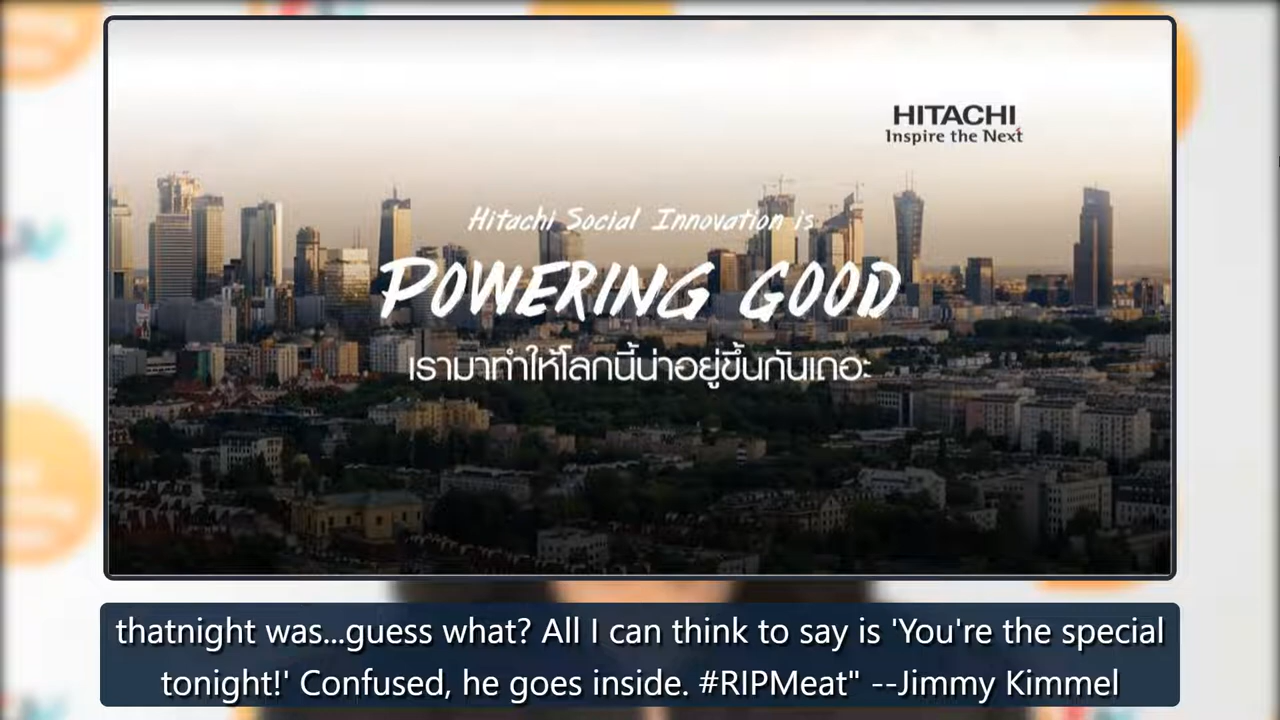 HITACHI
Inspire the Next
Hitachi Social Innovation is
POWERING GOOD
เรามาทำให้โลกนี้น่าอยู่ขึ้นกันเถอะ
thatnight was...guess what? All I can think to say is 'You're the special
tonight!' Confused, he goes inside. #RIPMeat" --Jimmy Kimmel